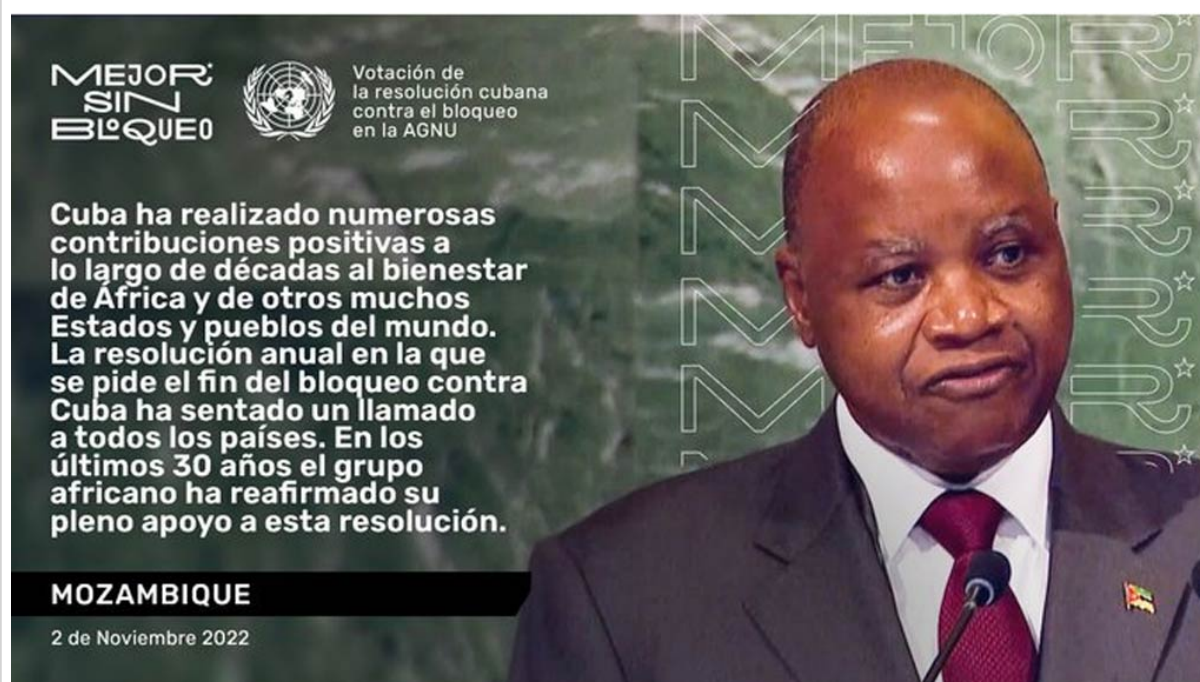 MEJOR
SIN
BLOQUEO
Votación de
la resolución cubana
contra el bloqueo
en la AGNU
Cuba ha realizado numerosas
contribuciones positivas a
lo largo de décadas al bienestar
de África y de otros muchos
Estados y pueblos del mundo.
La resolución anual en la que
se pide el fin del bloqueo contra
Cuba ha sentado un llamado
a todos los países. En los
últimos 30 años el grupo
africano ha reafirmado su
pleno apoyo a esta resolución.
MOZAMBIQUE
2 de Noviembre 2022
MEJOR